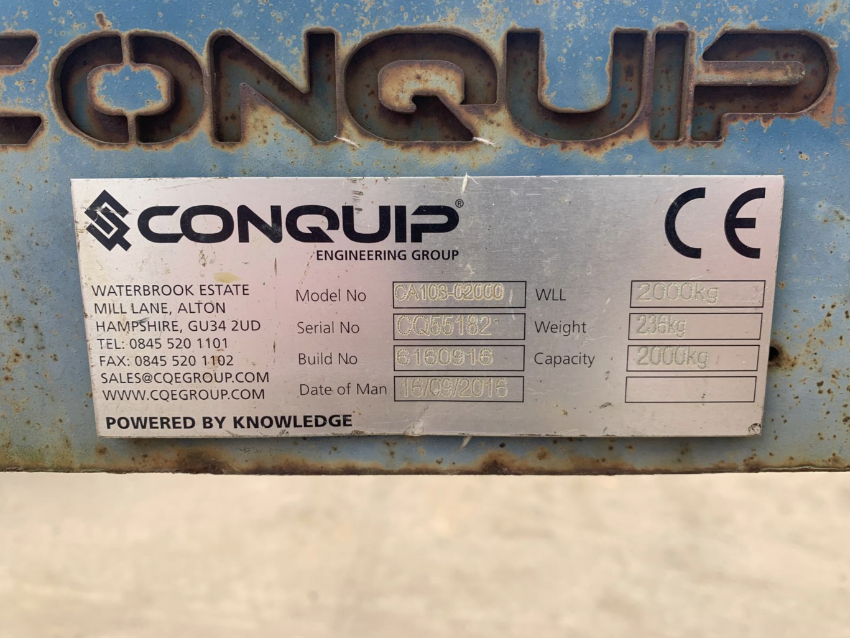 CONQUIP
CONQUIP®
ENGINEERING GROUP
CE
WATERBROOK ESTATE
MILL LANE, ALTON
HAMPSHIRE, GU34 2UD
TEL: 0845 520 1101
FAX: 0845 520 1102
SALES@CQEGROUP.COM
WWW.CQEGROUP.COM
POWERED BY KNOWLEDGE
Model No CA103-02000
Serial No CQ55182
Build No 6160916
Date of Man 16/09/2016
WLL 2000kg
Weight 236kg
Capacity 2000kg